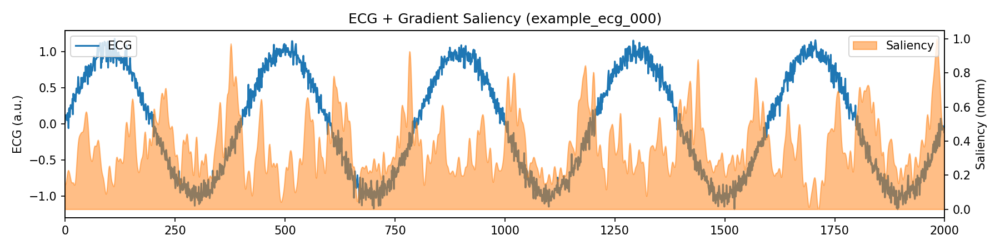 ECG + Gradient Saliency (example_ecg_000)
ECG
Saliency
ECG (a.u.)
1.0
0.5
0.0
−0.5
−1.0
Saliency (norm)
1.0
0.8
0.6
0.4
0.2
0.0
0 250 500 750 1000 1250 1500 1750 2000